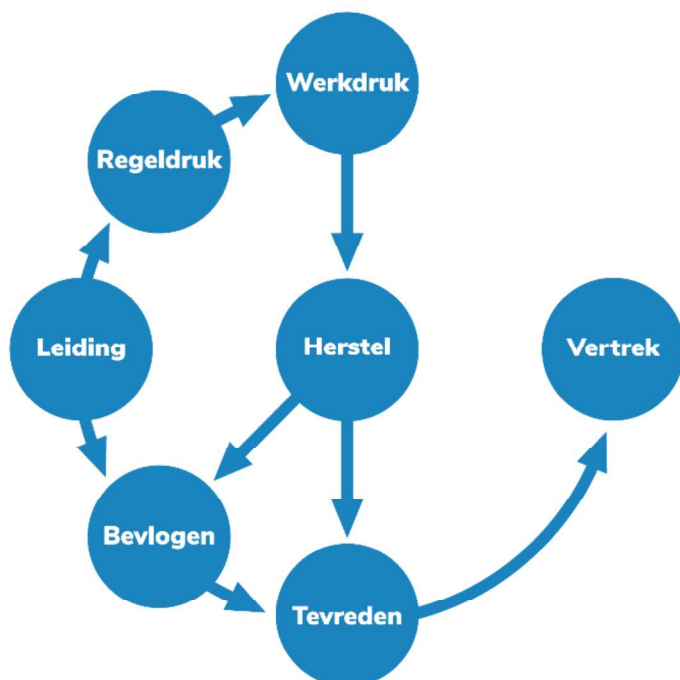 Werkdruk
Regeldruk
Leiding
Herstel
Vertrek
Bevlogen
Tevreden